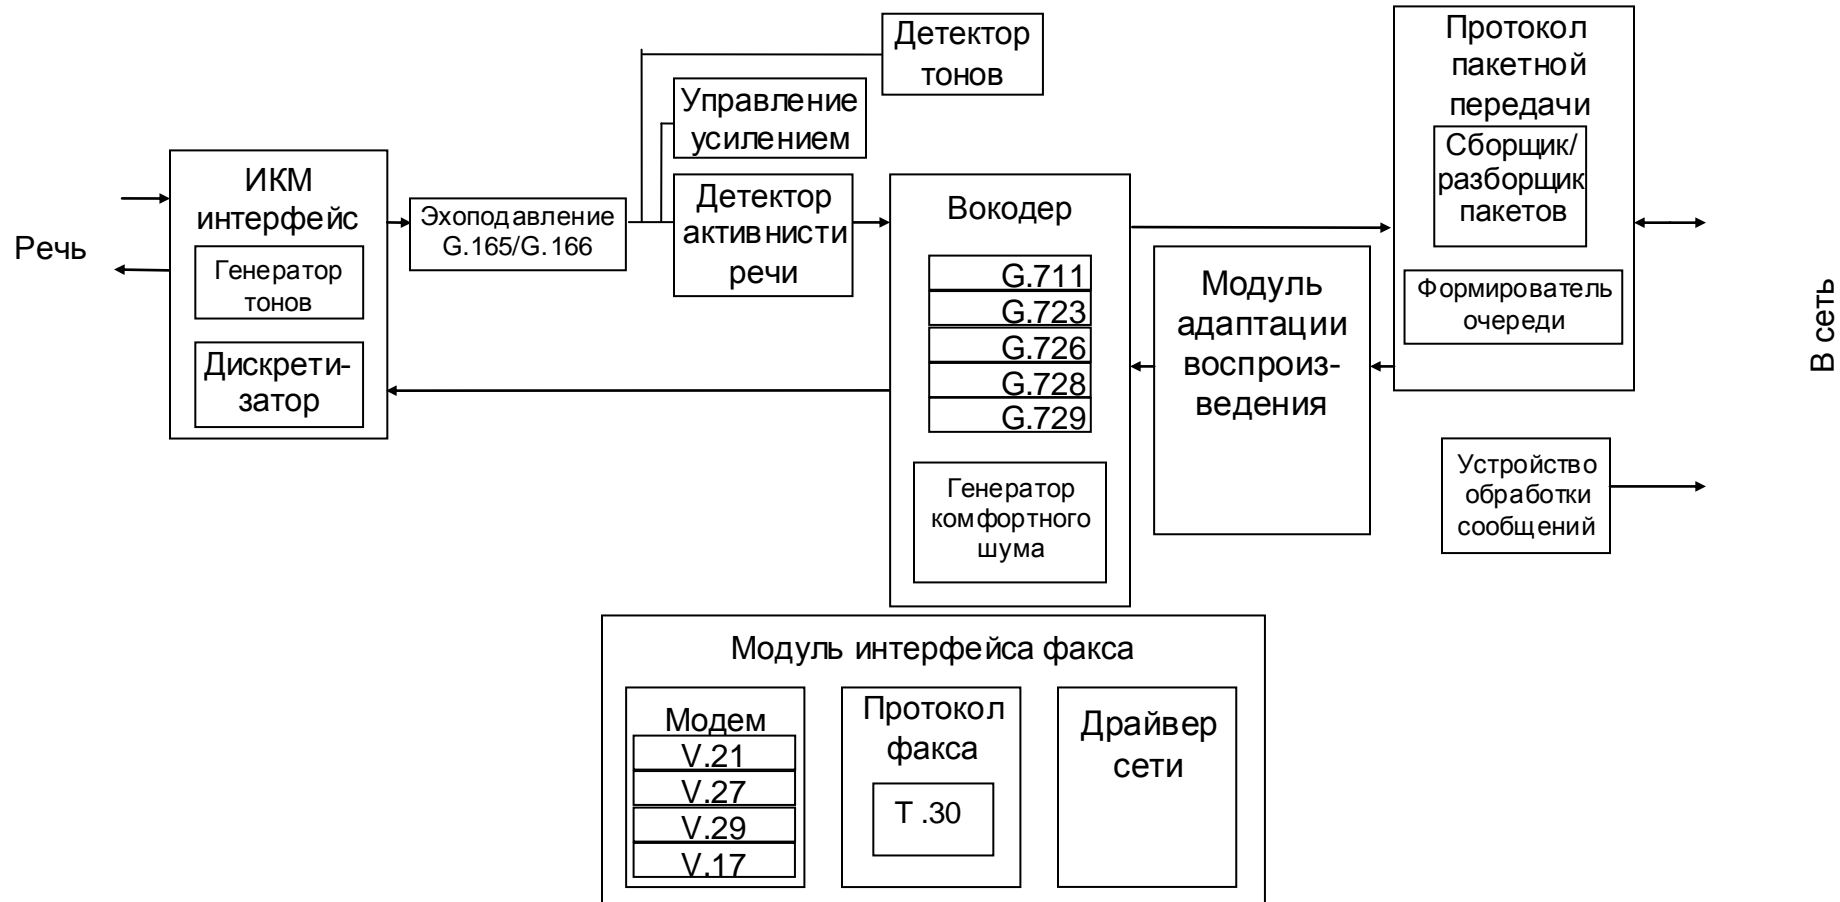 Детектор
тонов
Протокол
пакетной
передачи
Сборщик/
разборщик
пакетов
Формирователь
очереди
Управление
усилением
ИКМ
интерфейс
Генератор
тонов
Дискрети-
затор
Речь
Эхоподавление
G.165/G.166
Детектор
активнисти
речи
Вокодер
G.711
G.723
G.726
G.728
G.729
Генератор
комфортного
шума
Модуль
адаптации
воспроиз-
ведения
В сеть
Устройство
обработки
сообщений
Модуль интерфейса факса
Модем
V.21
V.27
V.29
V.17
Протокол
факса
Т .30
Драйвер
сети